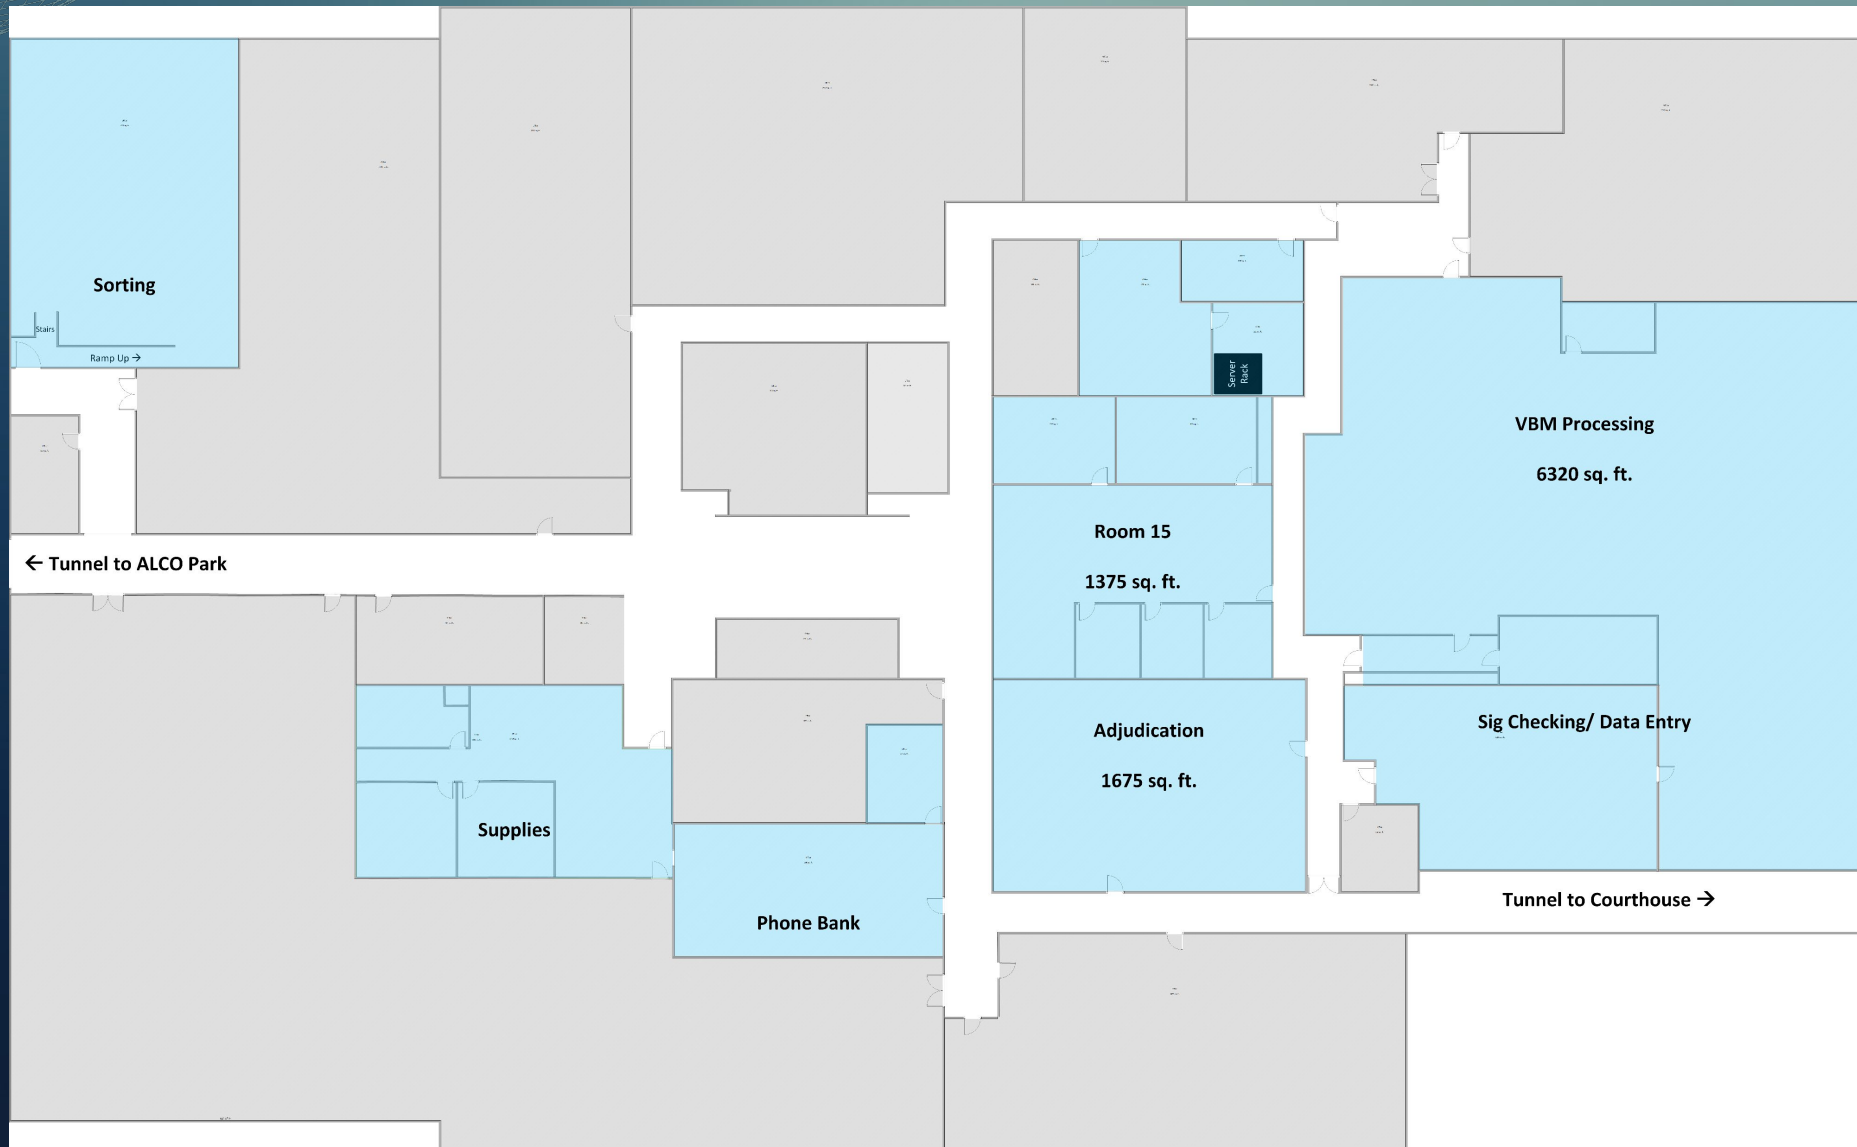 Sorting
Stairs
Ramp Up →
Server
Rack
VBM Processing
6320 sq. ft.
Room 15
1375 sq. ft.
← Tunnel to ALCO Park
Adjudication
1675 sq. ft.
Sig Checking/ Data Entry
Supplies
Phone Bank
Tunnel to Courthouse →